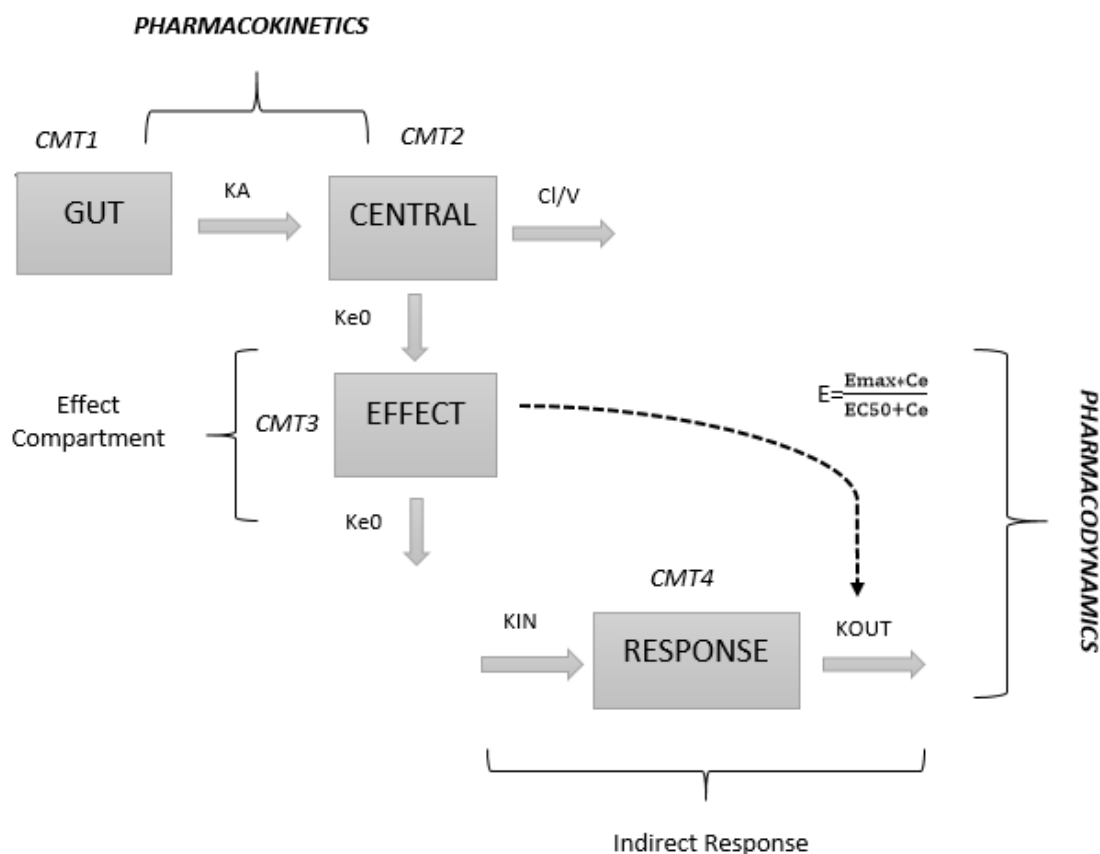 PHARMACOKINETICS
CMT1
CMT2
GUT
KA
CENTRAL
Cl/V
Ke0
Effect
Compartment
CMT3
EFFECT
E=Emax+Ce
EC50+Ce
PHARMACODYNAMICS
Ke0
CMT4
KIN
RESPONSE
KOUT
Indirect Response